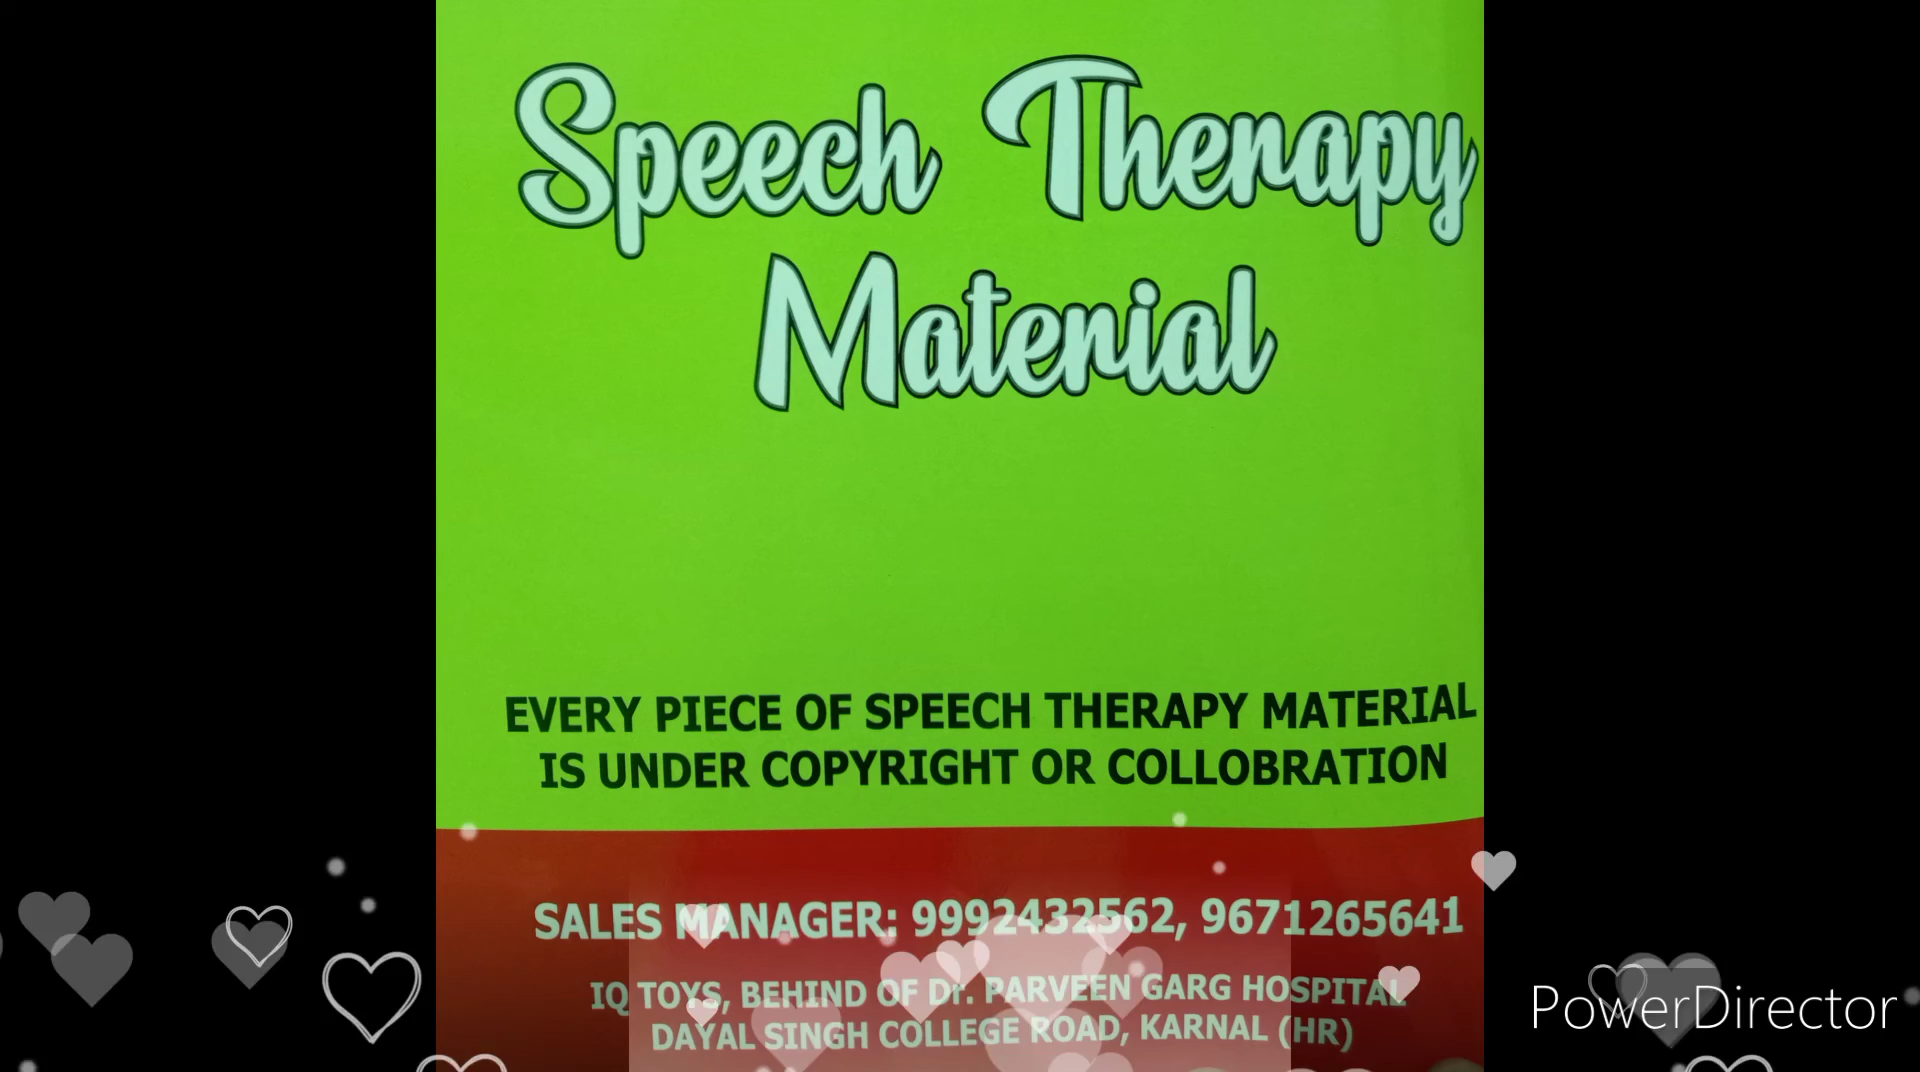 Speech Therapy
Material
EVERY PIECE OF SPEECH THERAPY MATERIAL
IS UNDER COPYRIGHT OR COLLOBRATION
SALES MANAGER: 9992432562, 9671265641
IQ TOYS, BEHIND OF Dr. PARVEEN GARG HOSPITAL
DAYAL SINGH COLLEGE ROAD, KARNAL (HR)
PowerDirector